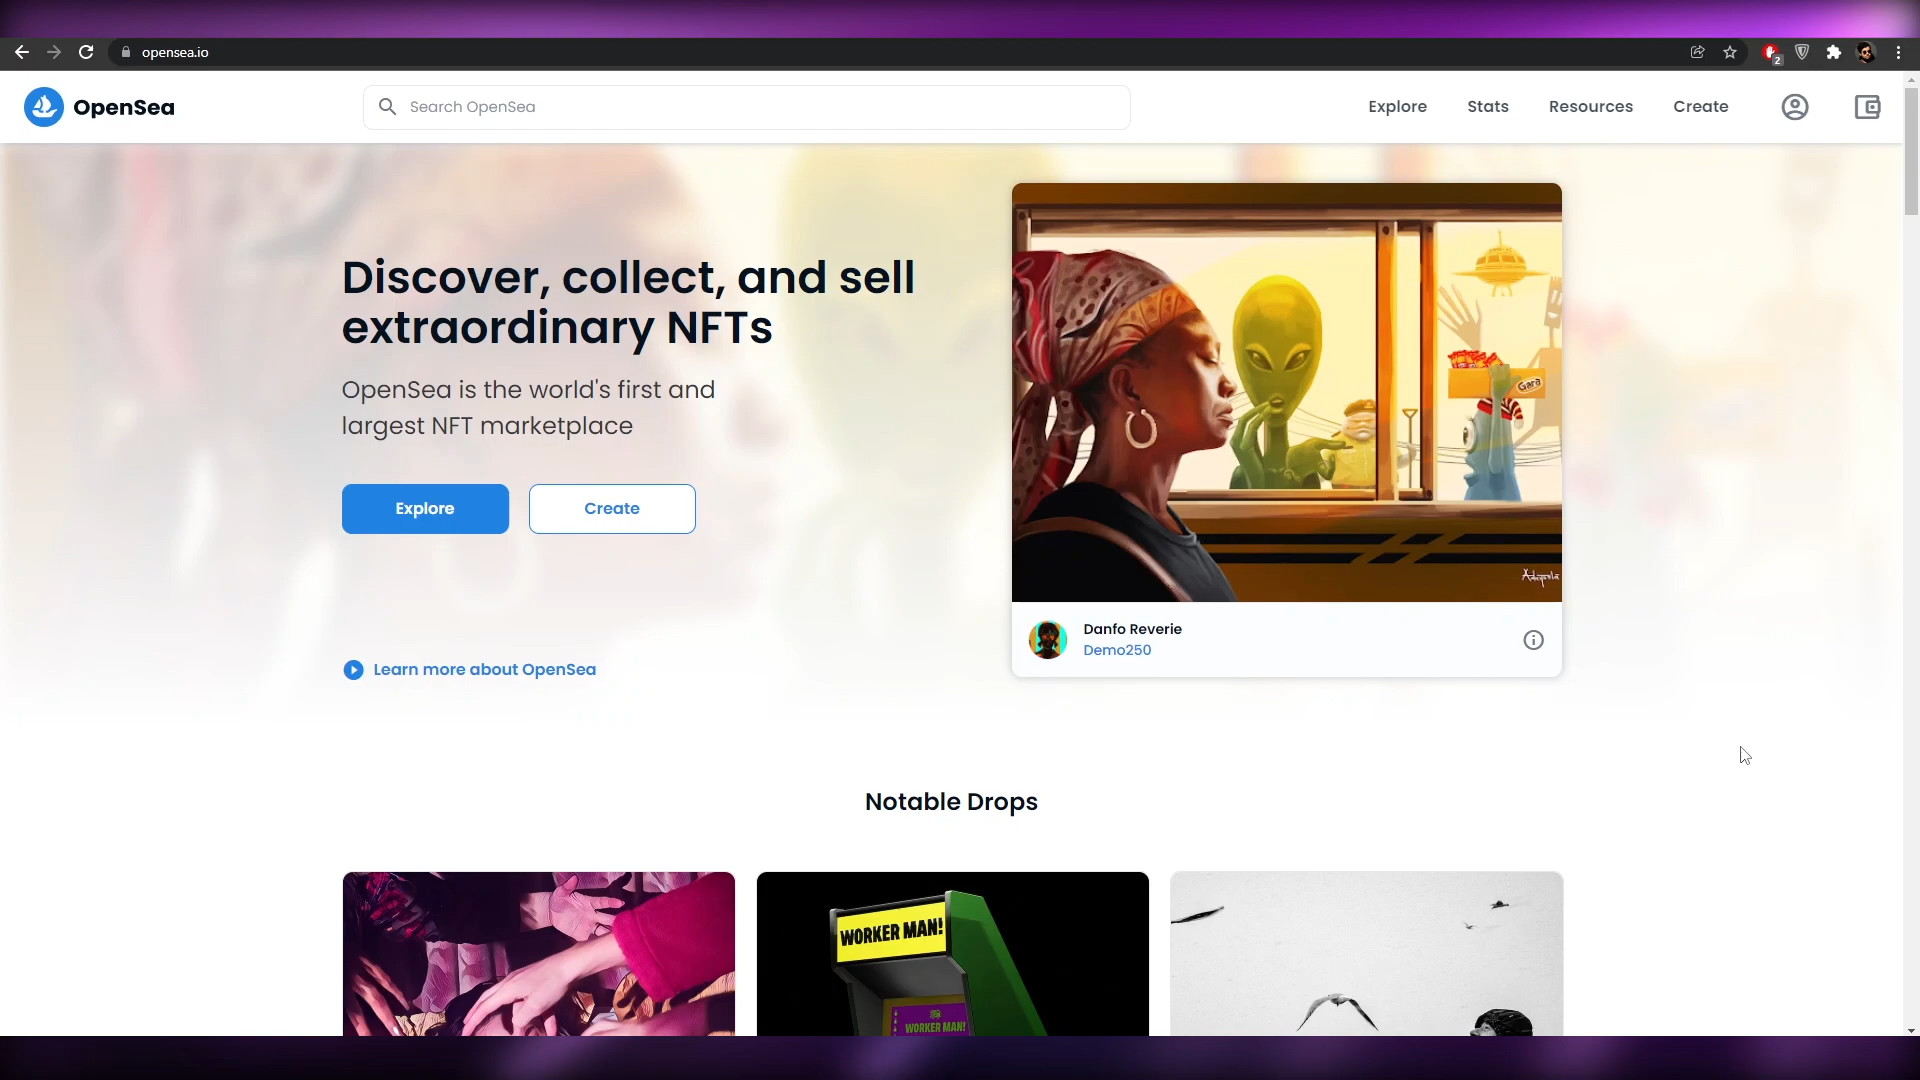 opensea.io
2
OpenSea
Search OpenSea
Explore
Stats
Resources
Create
Discover, collect, and sell
extraordinary NFTs
OpenSea is the world's first and
largest NFT marketplace
Explore
Create
Learn more about OpenSea
Gara
Danfo Reverie
Demo250
Notable Drops
WORKER MAN!
WORKER MAN!